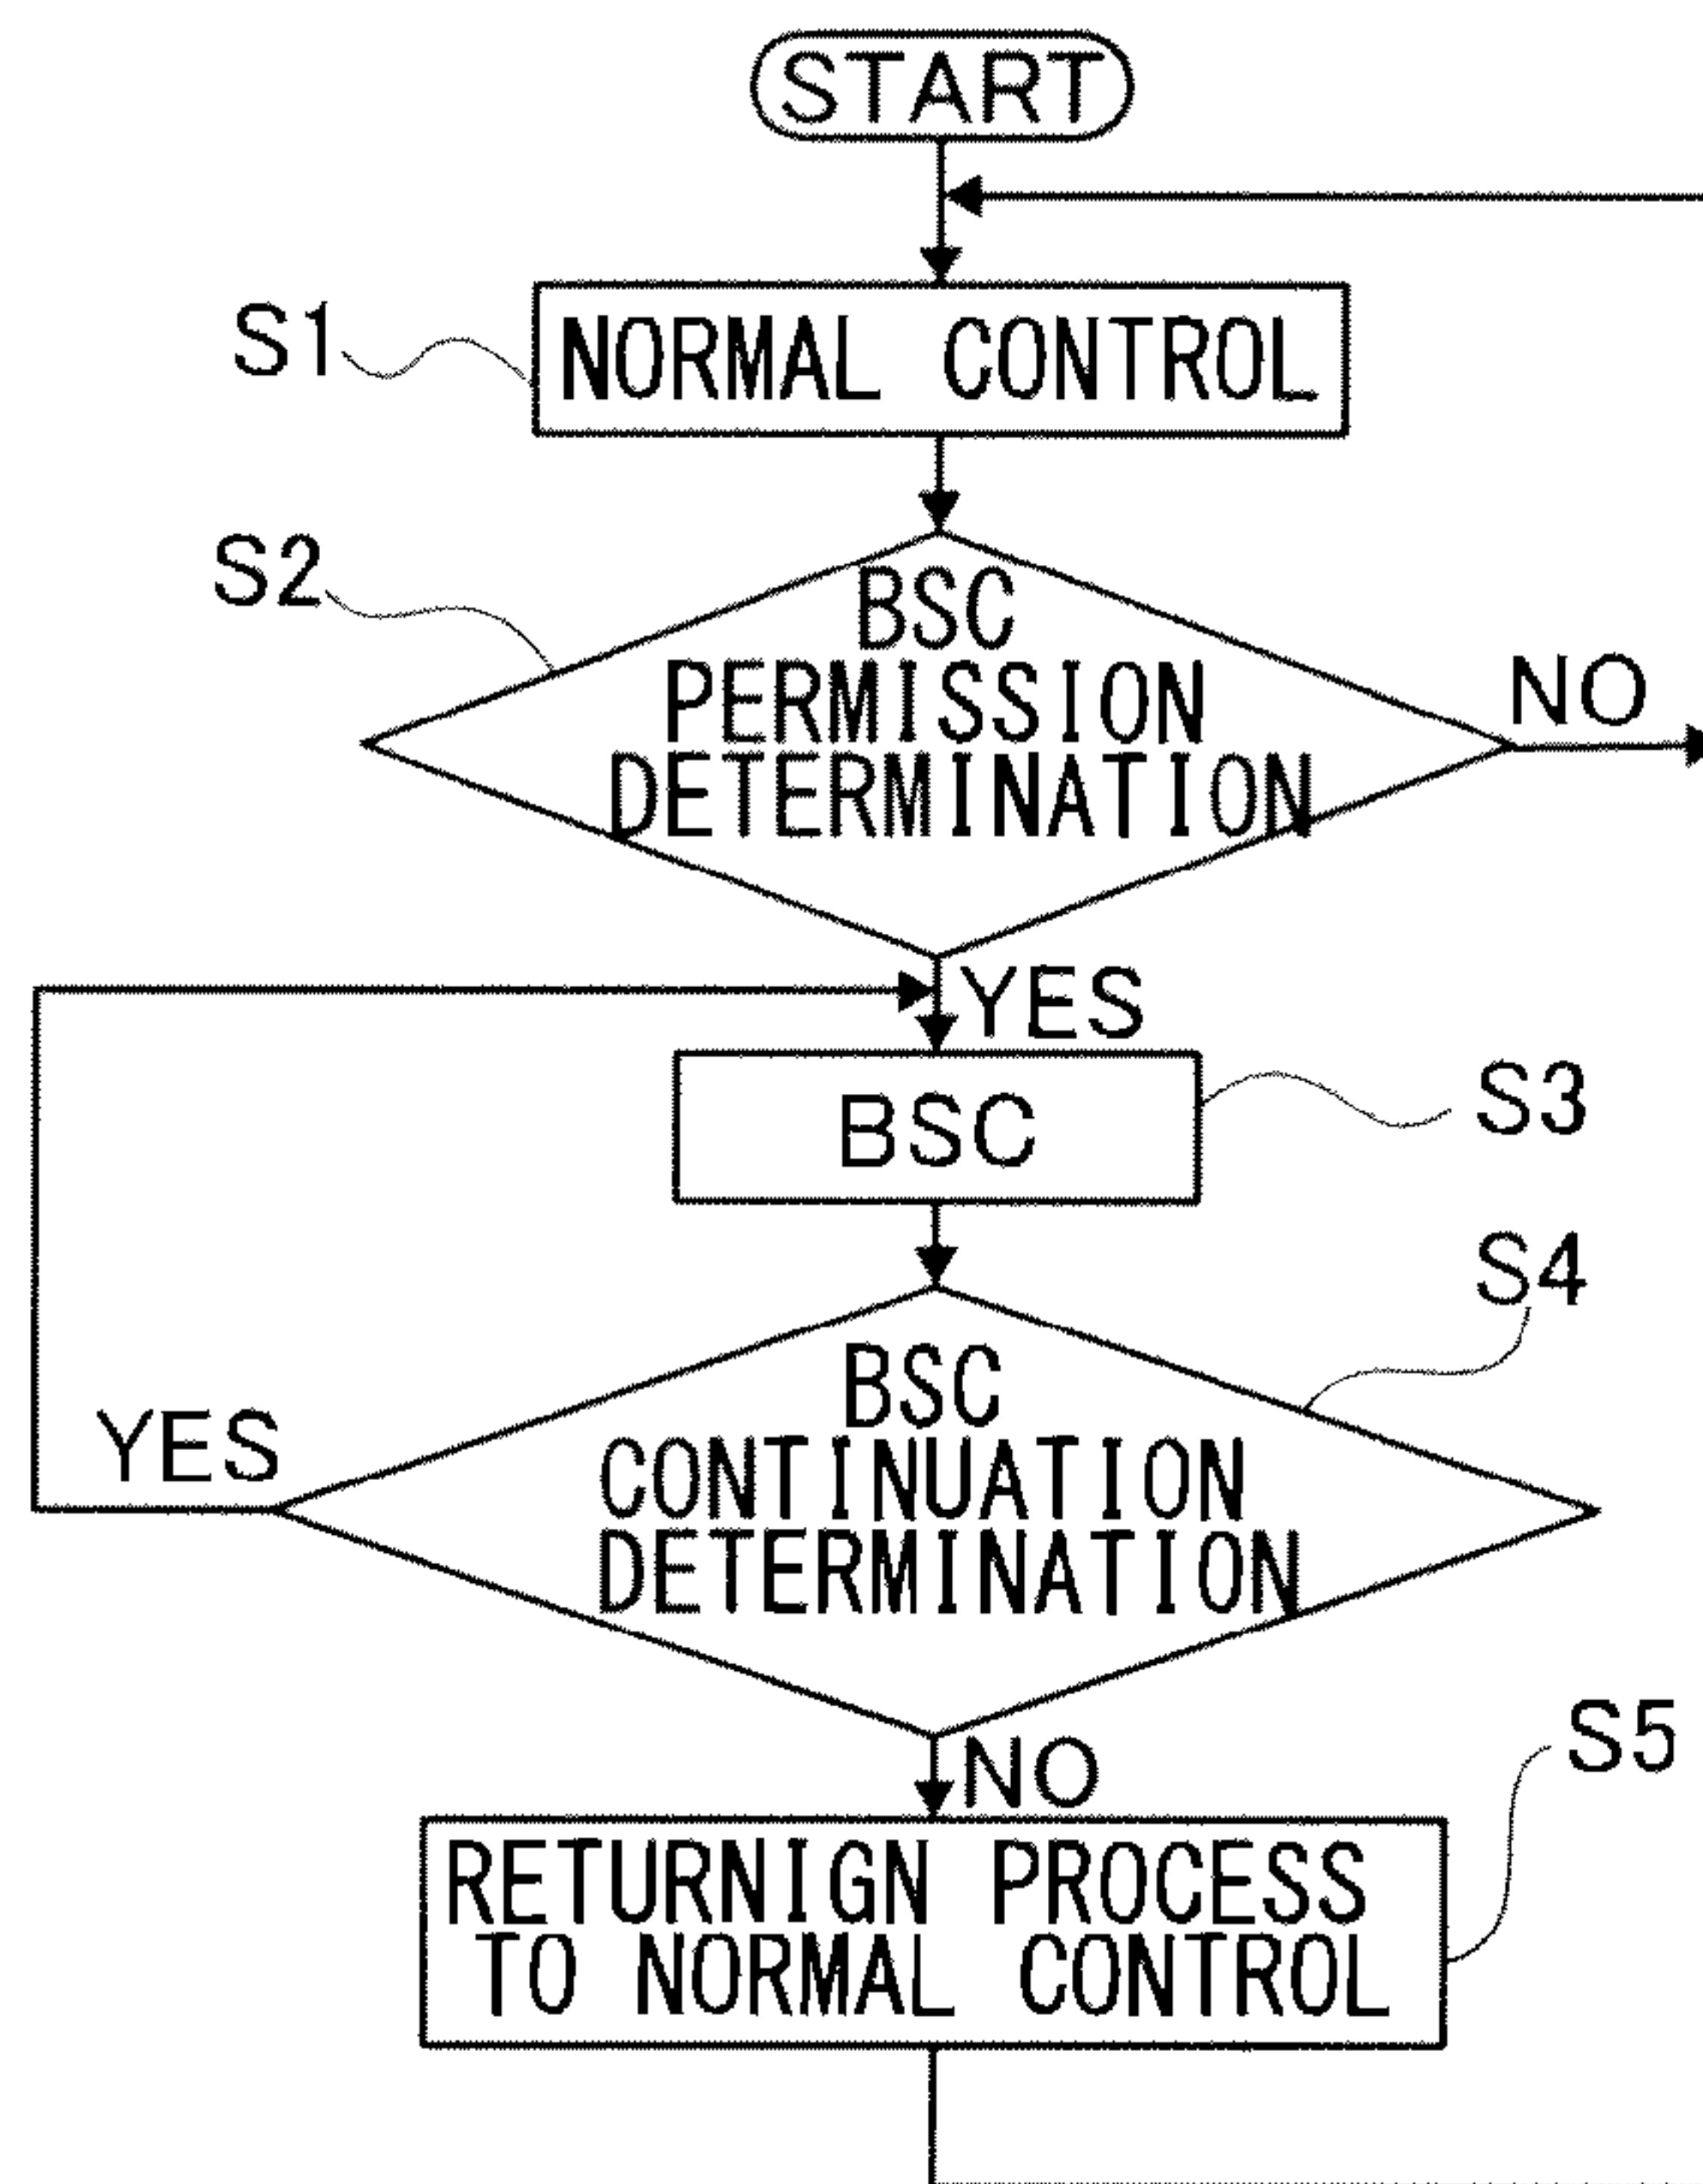 START
S1
NORMAL CONTROL
S2
BSC
PERMISSION
DETERMINATION
NO
YES
BSC
S3
S4
BSC
CONTINUATION
DETERMINATION
YES
NO
S5
RETURNIGN PROCESS
TO NORMAL CONTROL